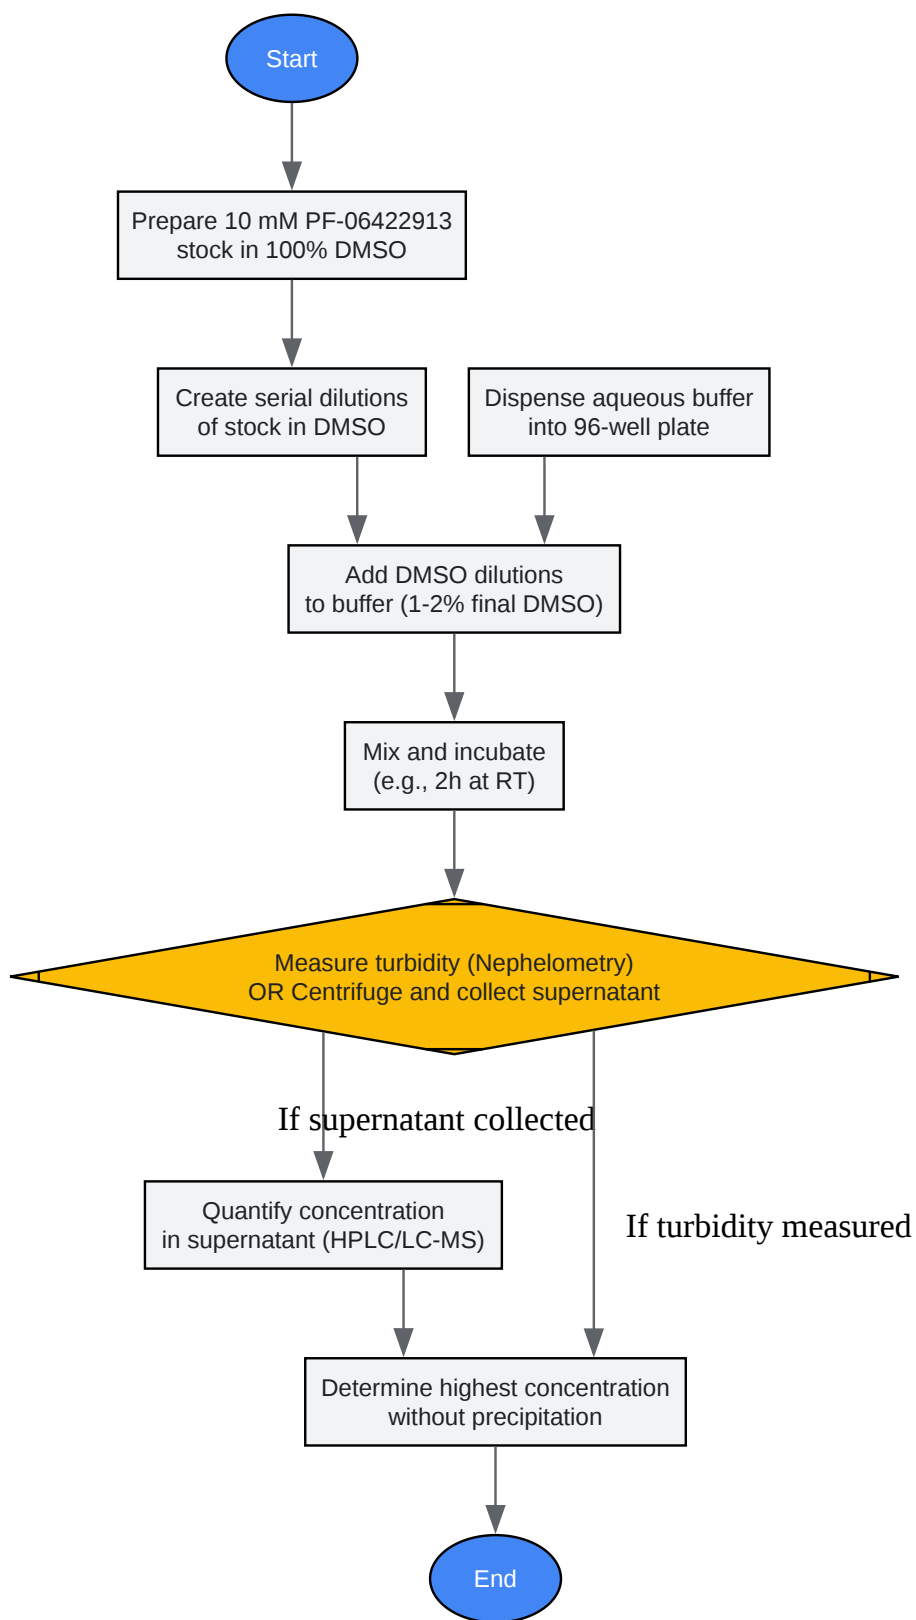 Start
Prepare 10 mM PF-06422913
stock in 100% DMSO
Create serial dilutions
of stock in DMSO
Dispense aqueous buffer
into 96-well plate
Add DMSO dilutions
to buffer (1-2% final DMSO)
Mix and incubate
(e.g., 2h at RT)
Measure turbidity (Nephelometry)
OR Centrifuge and collect supernatant
If supernatant collected
Quantify concentration
in supernatant (HPLC/LC-MS)
If turbidity measured
Determine highest concentration
without precipitation
End